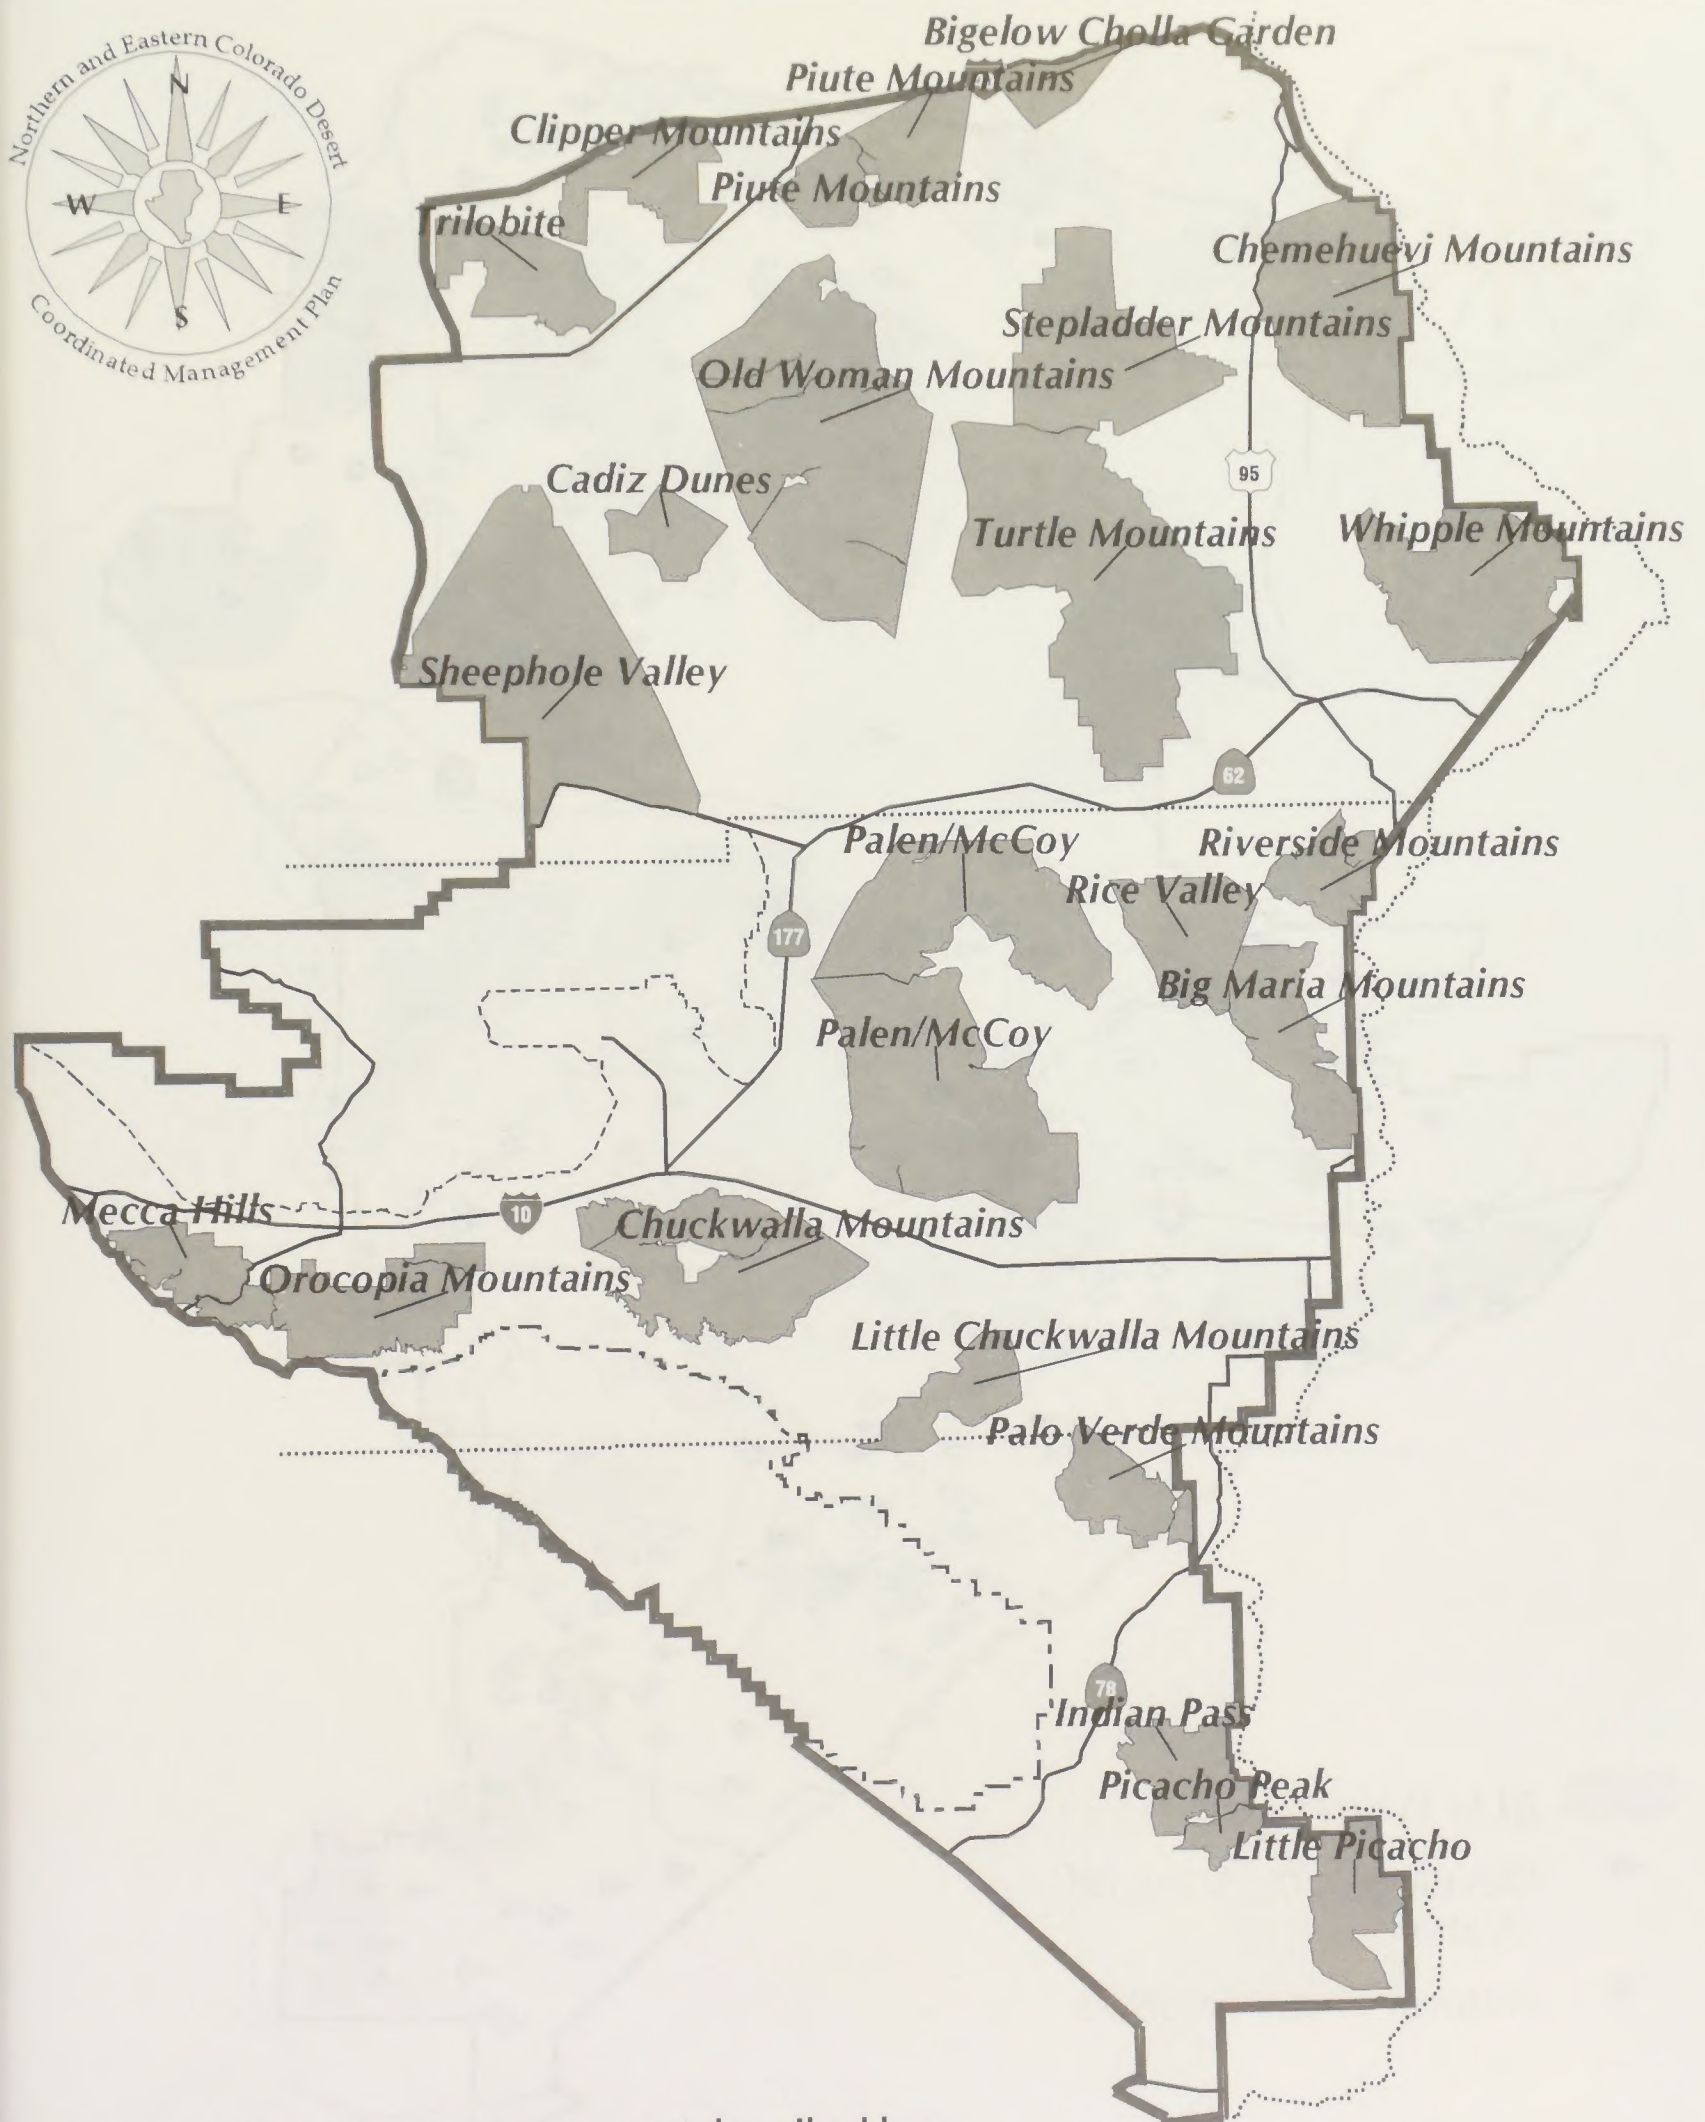 Northern and Eastern Colorado Desert
N
W
E
S
Coordinated Management Plan
Bigelow Cholla Garden
Piute Mountains
Clipper Mountains
Piute Mountains
Trilobite
Chemehuevi Mountains
Stepladder Mountains
Old Woman Mountains
95
Cadiz Dunes
Turtle Mountains
Whipple Mountains
Sheephole Valley
62
Palen/McCoy
Riverside Mountains
Rice Valley
177
Big Maria Mountains
Palen/McCoy
Mecca Hills
10
Chuckwalla Mountains
Orocopia Mountains
Little Chuckwalla Mountains
Palo Verde Mountains
78
Indian Pass
Picacho Peak
Little Picacho